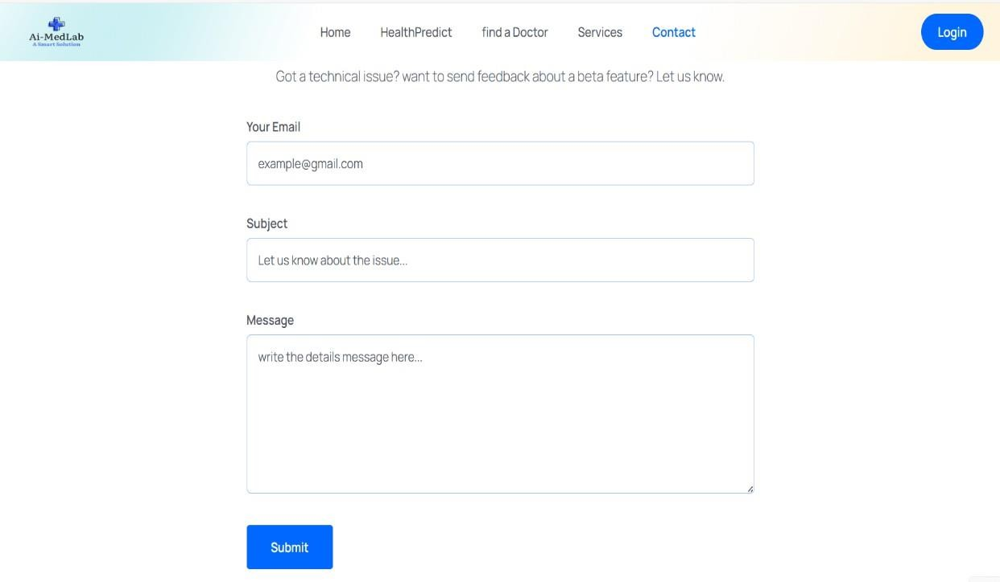 Ai-MedLab
A Smart Solution
Home HealthPredict find a Doctor Services Contact Login
Got a technical issue? want to send feedback about a beta feature? Let us know.
Your Email
example@gmail.com
Subject
Let us know about the issue...
Message
write the details message here...
Submit